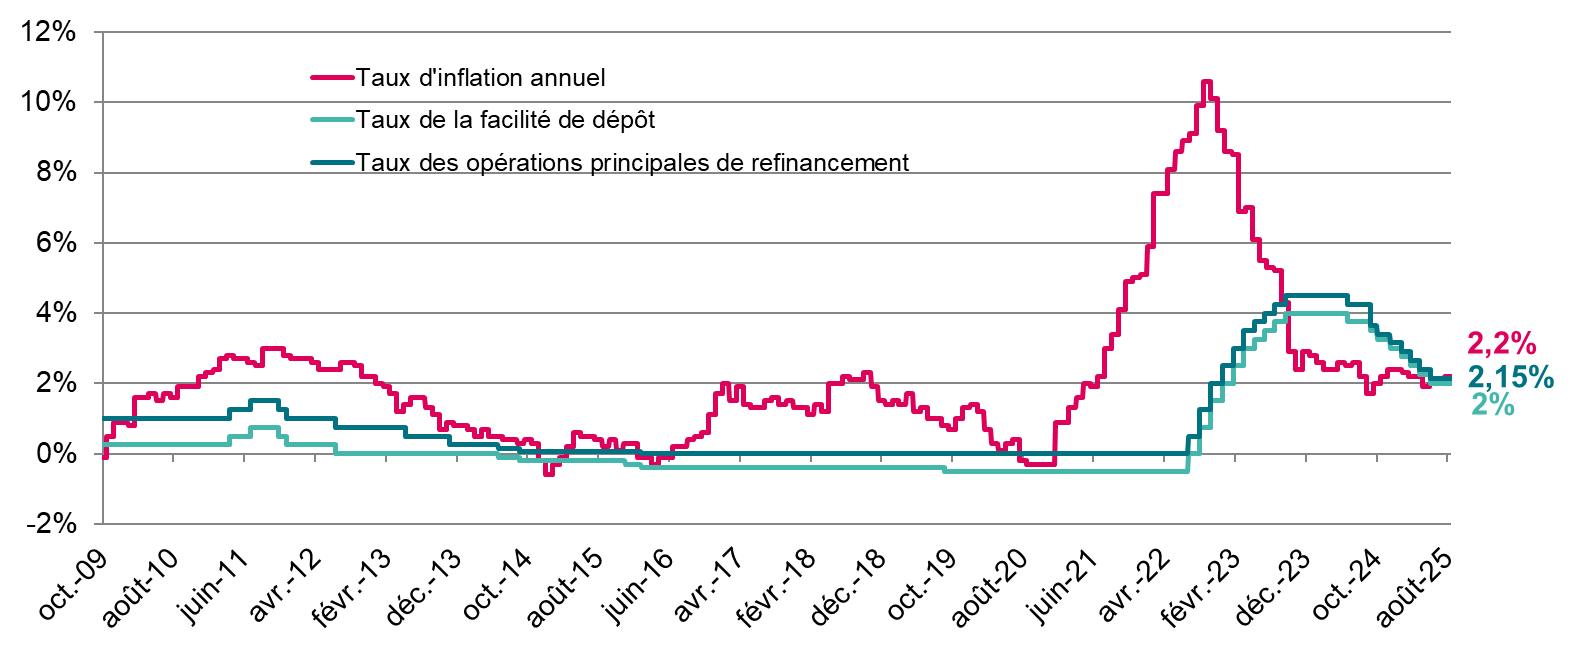 12%
10%
8%
6%
4%
2%
0%
-2%
Taux d'inflation annuel
Taux de la facilité de dépôt
Taux des opérations principales de refinancement
2,2%
2,15%
2%
oct.-09
août-10
juin-11
avr.-12
févr.-13
déc.-13
oct.-14
août-15
juin-16
avr.-17
févr.-18
déc.-18
oct.-19
août-20
juin-21
avr.-22
févr.-23
déc.-23
oct.-24
août-25